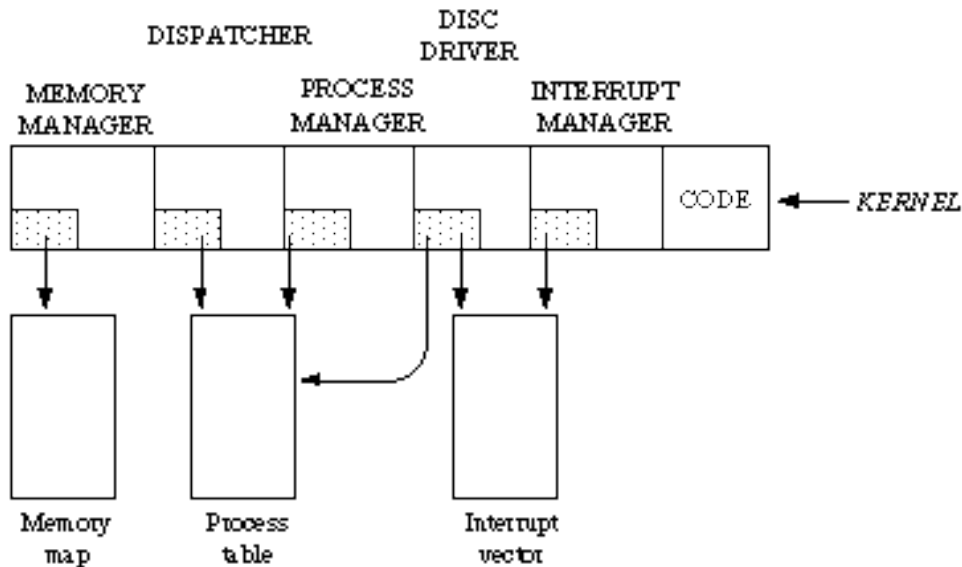 DISPATCHER
DISC
DRIVER
MEMORY
MANAGER
PROCESS
MANAGER
INTERRUPT
MANAGER
CODE
KERNEL
Memory
map
Process
table
Interrupt
vector